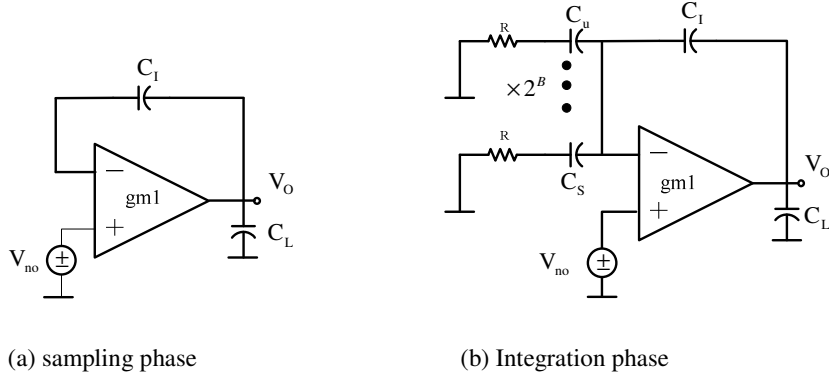 C_I
gm1
V_O
C_L
V_no
− + ±
(a) sampling phase
R
C_u
C_I
×2^B
R
C_S
gm1
V_O
C_L
V_no
− + ±
(b) Integration phase